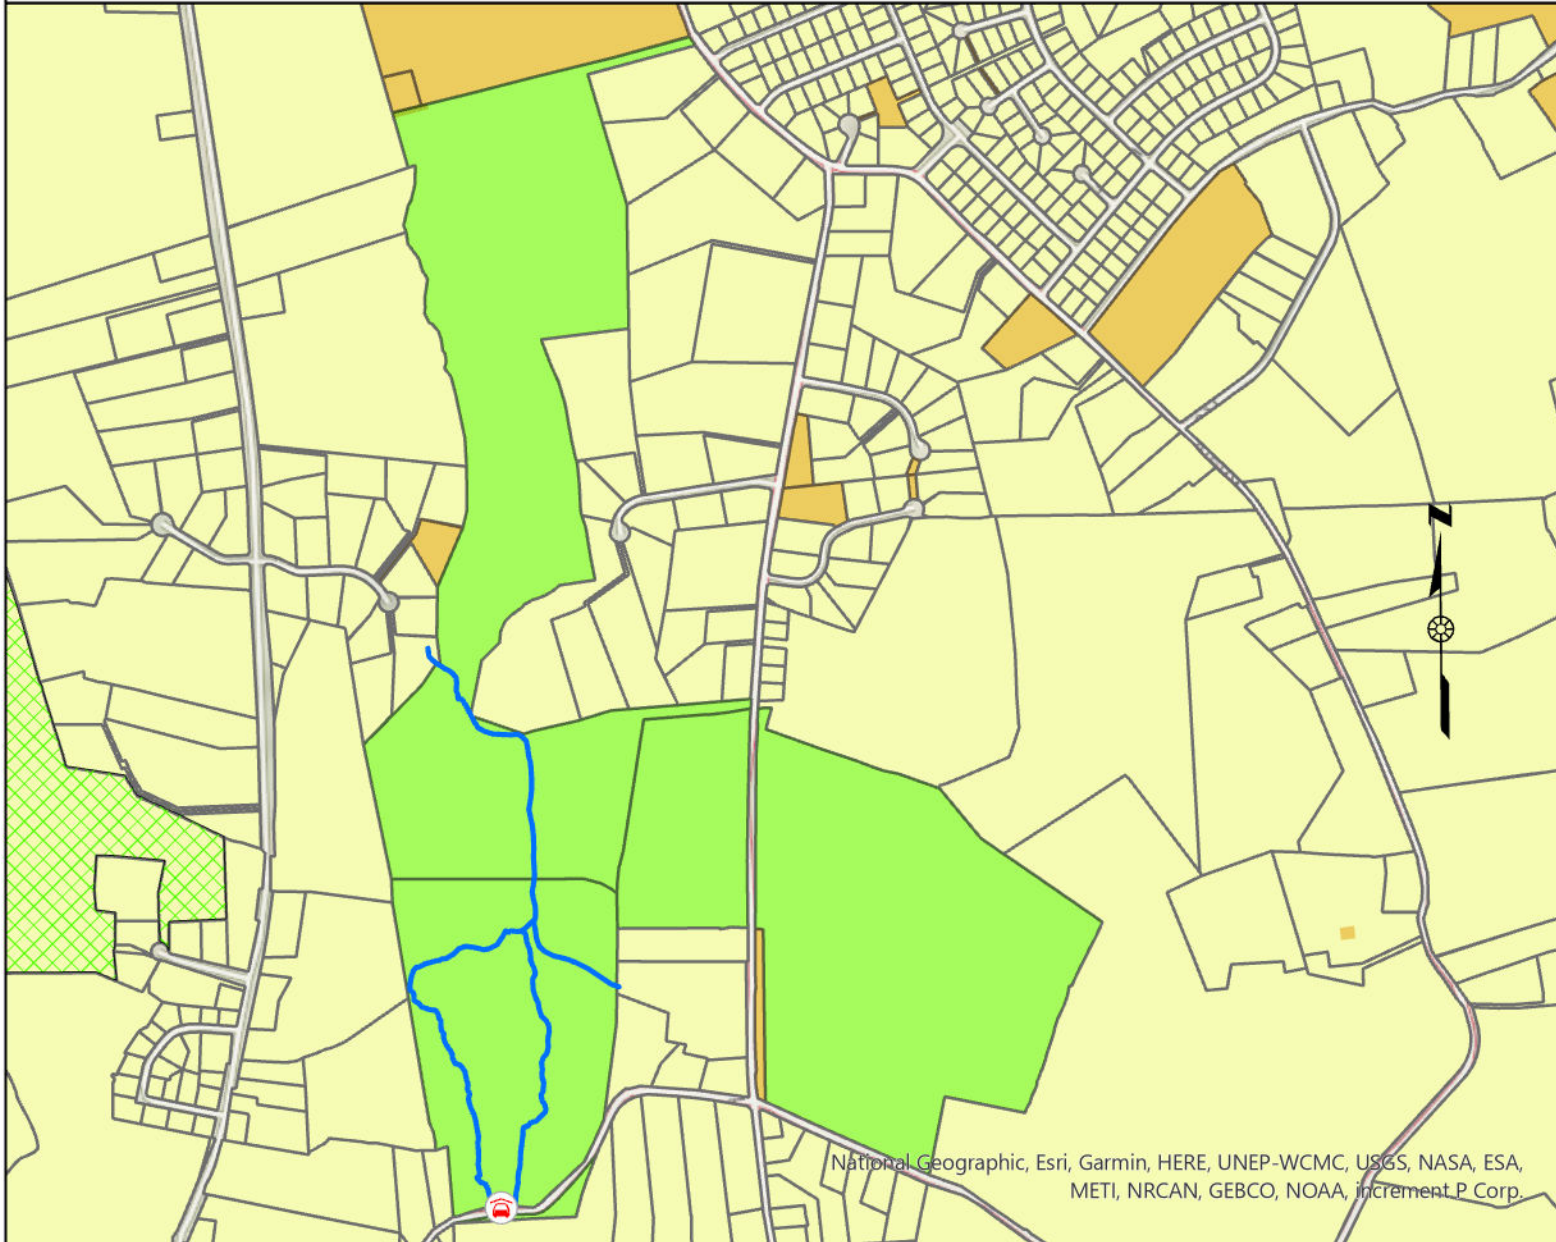 N
National Geographic, Esri, Garmin, HERE, UNEP-WCMC, USGS, NASA, ESA,
METI, NRCAN, GEBCO, NOAA, increment P Corp.